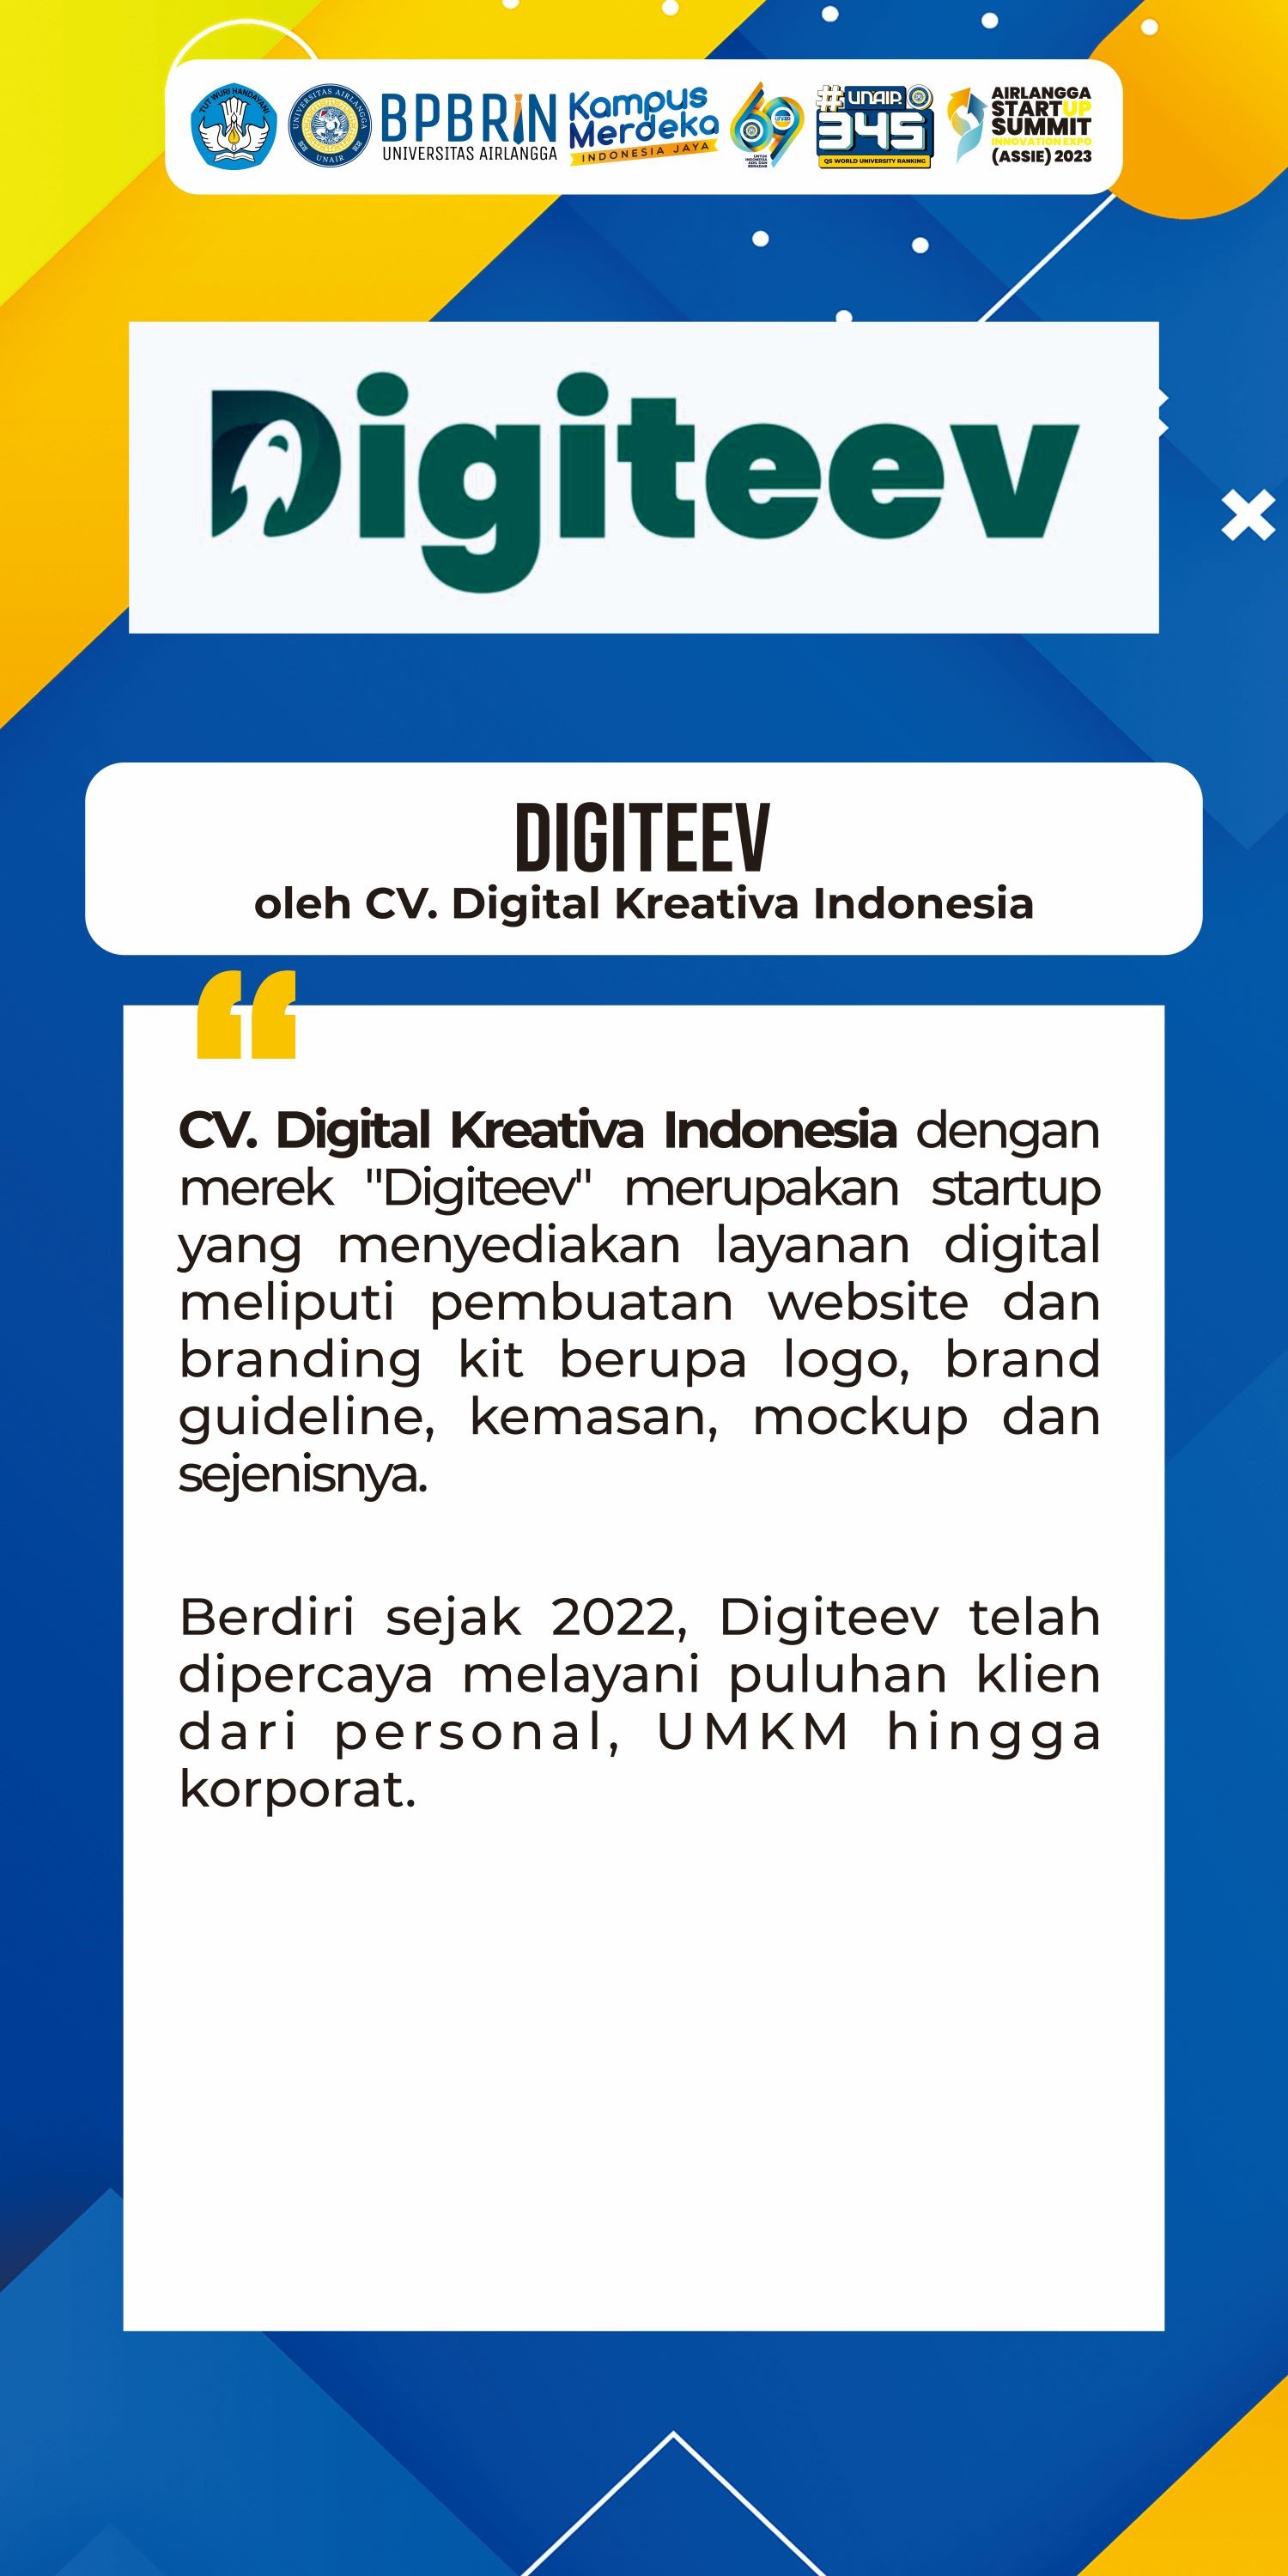 TUT WURI HANDAYANI
UNIVERSITAS AIRLANGGA
UNAIR
BPBRIN
UNIVERSITAS AIRLANGGA
Kampus
Merdeka
INDONESIA JAYA
69
#UNAIR
345
QS WORLD UNIVERSITY RANKING
AIRLANGGA
STARTUP
SUMMIT
INNOVATION EXPO
(ASSIE) 2023
Digiteev
DIGITEEV
oleh CV. Digital Kreativa Indonesia
CV. Digital Kreativa Indonesia dengan
merek "Digiteev" merupakan startup
yang menyediakan layanan digital
meliputi pembuatan website dan
branding kit berupa logo, brand
guideline, kemasan, mockup dan
sejenisnya.
Berdiri sejak 2022, Digiteev telah
dipercaya melayani puluhan klien
dari personal, UMKM hingga
korporat.